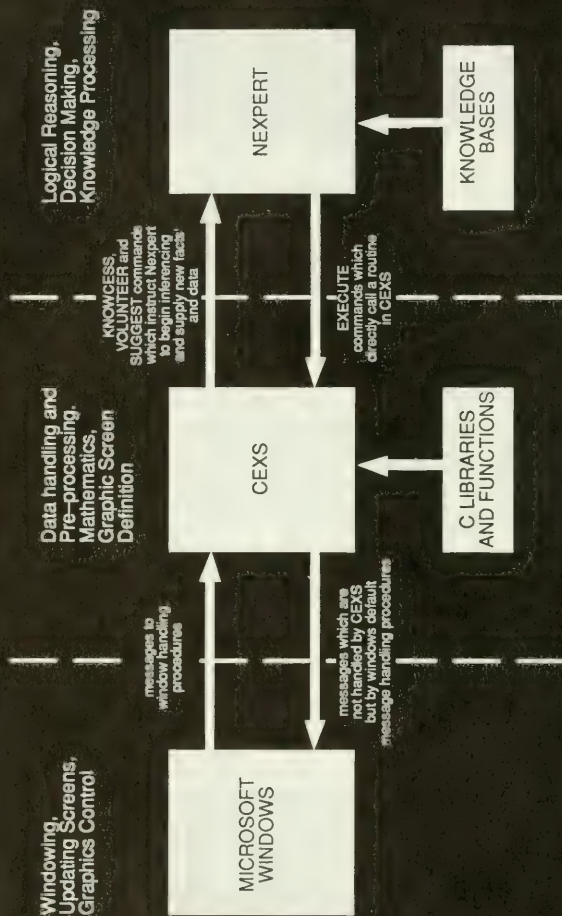 Windowing,
Updating Screens,
Graphics Control
Data handling and
Pre-processing,
Mathematics,
Graphic Screen
Definition
Logical Reasoning,
Decision Making,
Knowledge Processing
MICROSOFT
WINDOWS
messages to
window handling
procedures
messages which are
not handled by CEXS
but by windows default
message handling procedures
CEXS
KNOWCESS,
VOLUNTEER and
SUGGEST commands
which instruct Nexpert
to begin inferencing
and supply new facts
and data
EXECUTE
commands which
directly call a routine
in CEXS
NEXPERT
C LIBRARIES
AND FUNCTIONS
KNOWLEDGE
BASES